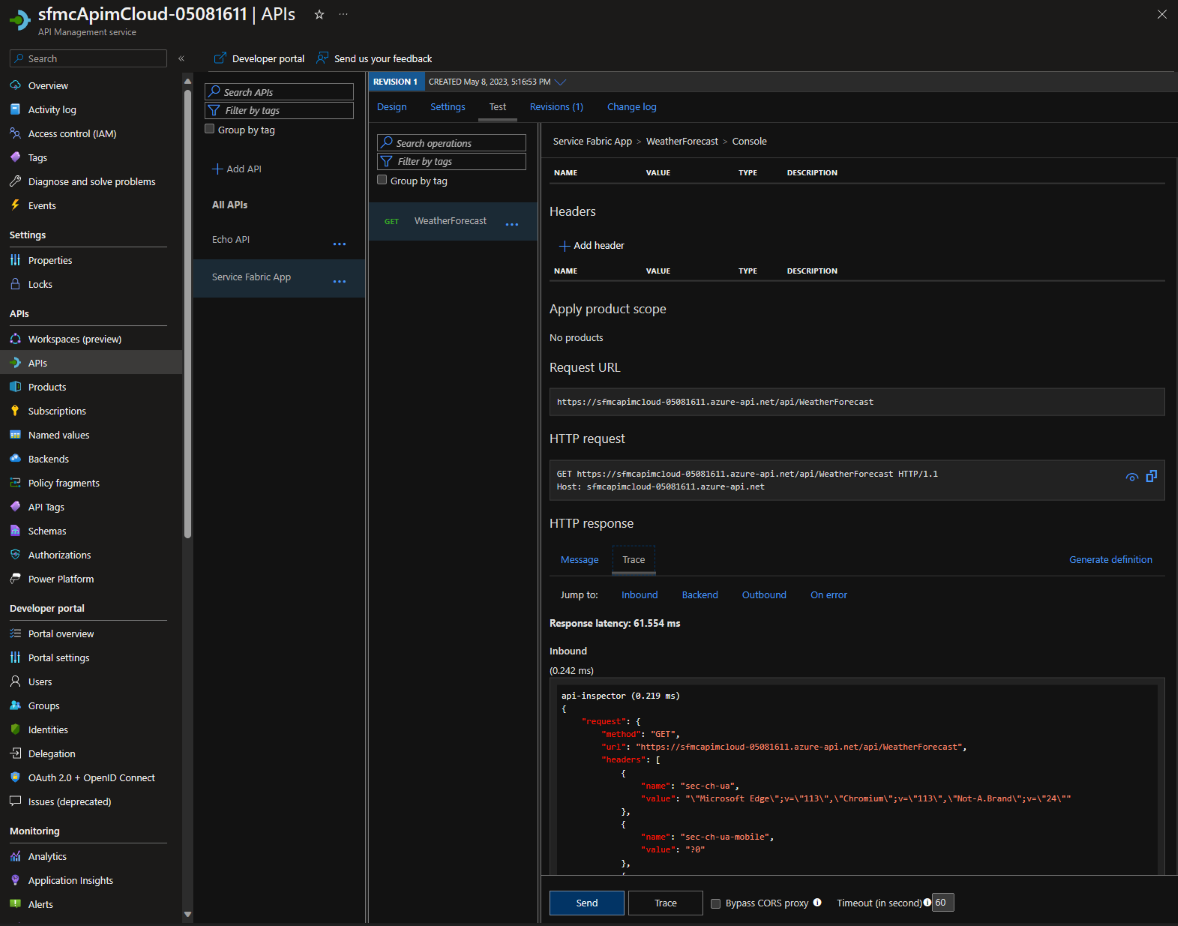 sfmcApimCloud-05081611 | APIs
API Management service
Search
Overview
Activity log
Access control (IAM)
Tags
Diagnose and solve problems
Events
Settings
Properties
Locks
APIs
Workspaces (preview)
APIs
Products
Subscriptions
Named values
Backends
Policy fragments
API Tags
Schemas
Authorizations
Power Platform
Developer portal
Portal overview
Portal settings
Users
Groups
Identities
Delegation
OAuth 2.0 + OpenID Connect
Issues (deprecated)
Monitoring
Analytics
Application Insights
Alerts
Developer portal
Send us your feedback
Search APIs
Filter by tags
Group by tag
Add API
All APIs
Echo API
Service Fabric App
REVISION 1 CREATED May 8, 2023, 5:16:53 PM
Design Settings Test Revisions (1) Change log
Search operations
Filter by tags
Group by tag
GET WeatherForecast
Service Fabric App > WeatherForecast > Console
NAME VALUE TYPE DESCRIPTION
Headers
Add header
NAME VALUE TYPE DESCRIPTION
Apply product scope
No products
Request URL
https://sfmcapimcloud-05081611.azure-api.net/api/WeatherForecast
HTTP request
GET https://sfmcapimcloud-05081611.azure-api.net/api/WeatherForecast HTTP/1.1
Host: sfmcapimcloud-05081611.azure-api.net
HTTP response
Message Trace Generate definition
Jump to: Inbound Backend Outbound On error
Response latency: 61.554 ms
Inbound
(0.242 ms)
api-inspector (0.219 ms)
{
"request": {
"method": "GET",
"url": "https://sfmcapimcloud-05081611.azure-api.net/api/WeatherForecast",
"headers": [
{
"name": "sec-ch-ua",
"value": "\"Microsoft Edge\";v=\"113\",\"Chromium\";v=\"113\",\"Not-A.Brand\";v=\"24\""
},
{
"name": "sec-ch-ua-mobile",
"value": "?0"
},
{
Send Trace Bypass CORS proxy Timeout (in second) 60